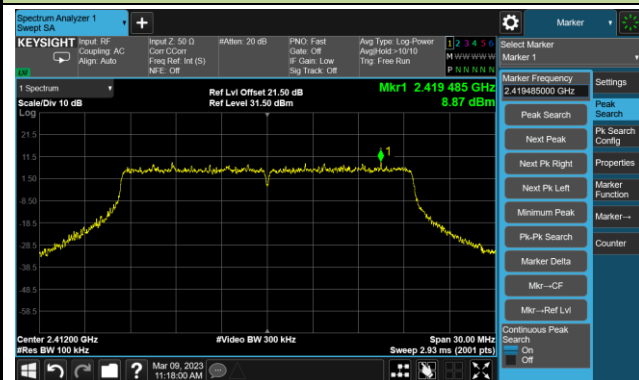 Spectrum Analyzer 1
Swept SA
+
Marker
KEYSIGHT
Input: RF
Coupling: AC
Align: Auto
Input Z: 50 Ω
Corr CCorr
Freq Ref: Int (S)
NFE: Off
#Atten: 20 dB
PNO: Fast
Gate: Off
IF Gain: Low
Sig Track: Off
Avg Type: Log-Power
Avg|Hold:>10/10
Trig: Free Run
1 2 3 4 5 6
M W W W W W
P N N N N N
LVI
Select Marker
Marker 1
1 Spectrum
Scale/Div 10 dB
Log
Ref Lvl Offset 21.50 dB
Ref Level 31.50 dBm
Mkr1 2.419 485 GHz
8.87 dBm
21.5
11.5
1.50
-8.50
-18.5
-28.5
-38.5
-48.5
-58.5
1
Center 2.41200 GHz
#Res BW 100 kHz
#Video BW 300 kHz
Span 30.00 MHz
Sweep 2.93 ms (2001 pts)
Marker Frequency
2.419485000 GHz
Peak Search
Next Peak
Next Pk Right
Next Pk Left
Minimum Peak
Pk-Pk Search
Marker Delta
Mkr→CF
Mkr→Ref Lvl
Continuous Peak
Search
On
Off
Settings
Peak
Search
Pk Search
Config
Properties
Marker
Function
Marker→
Counter
?
Mar 09, 2023
11:18:00 AM